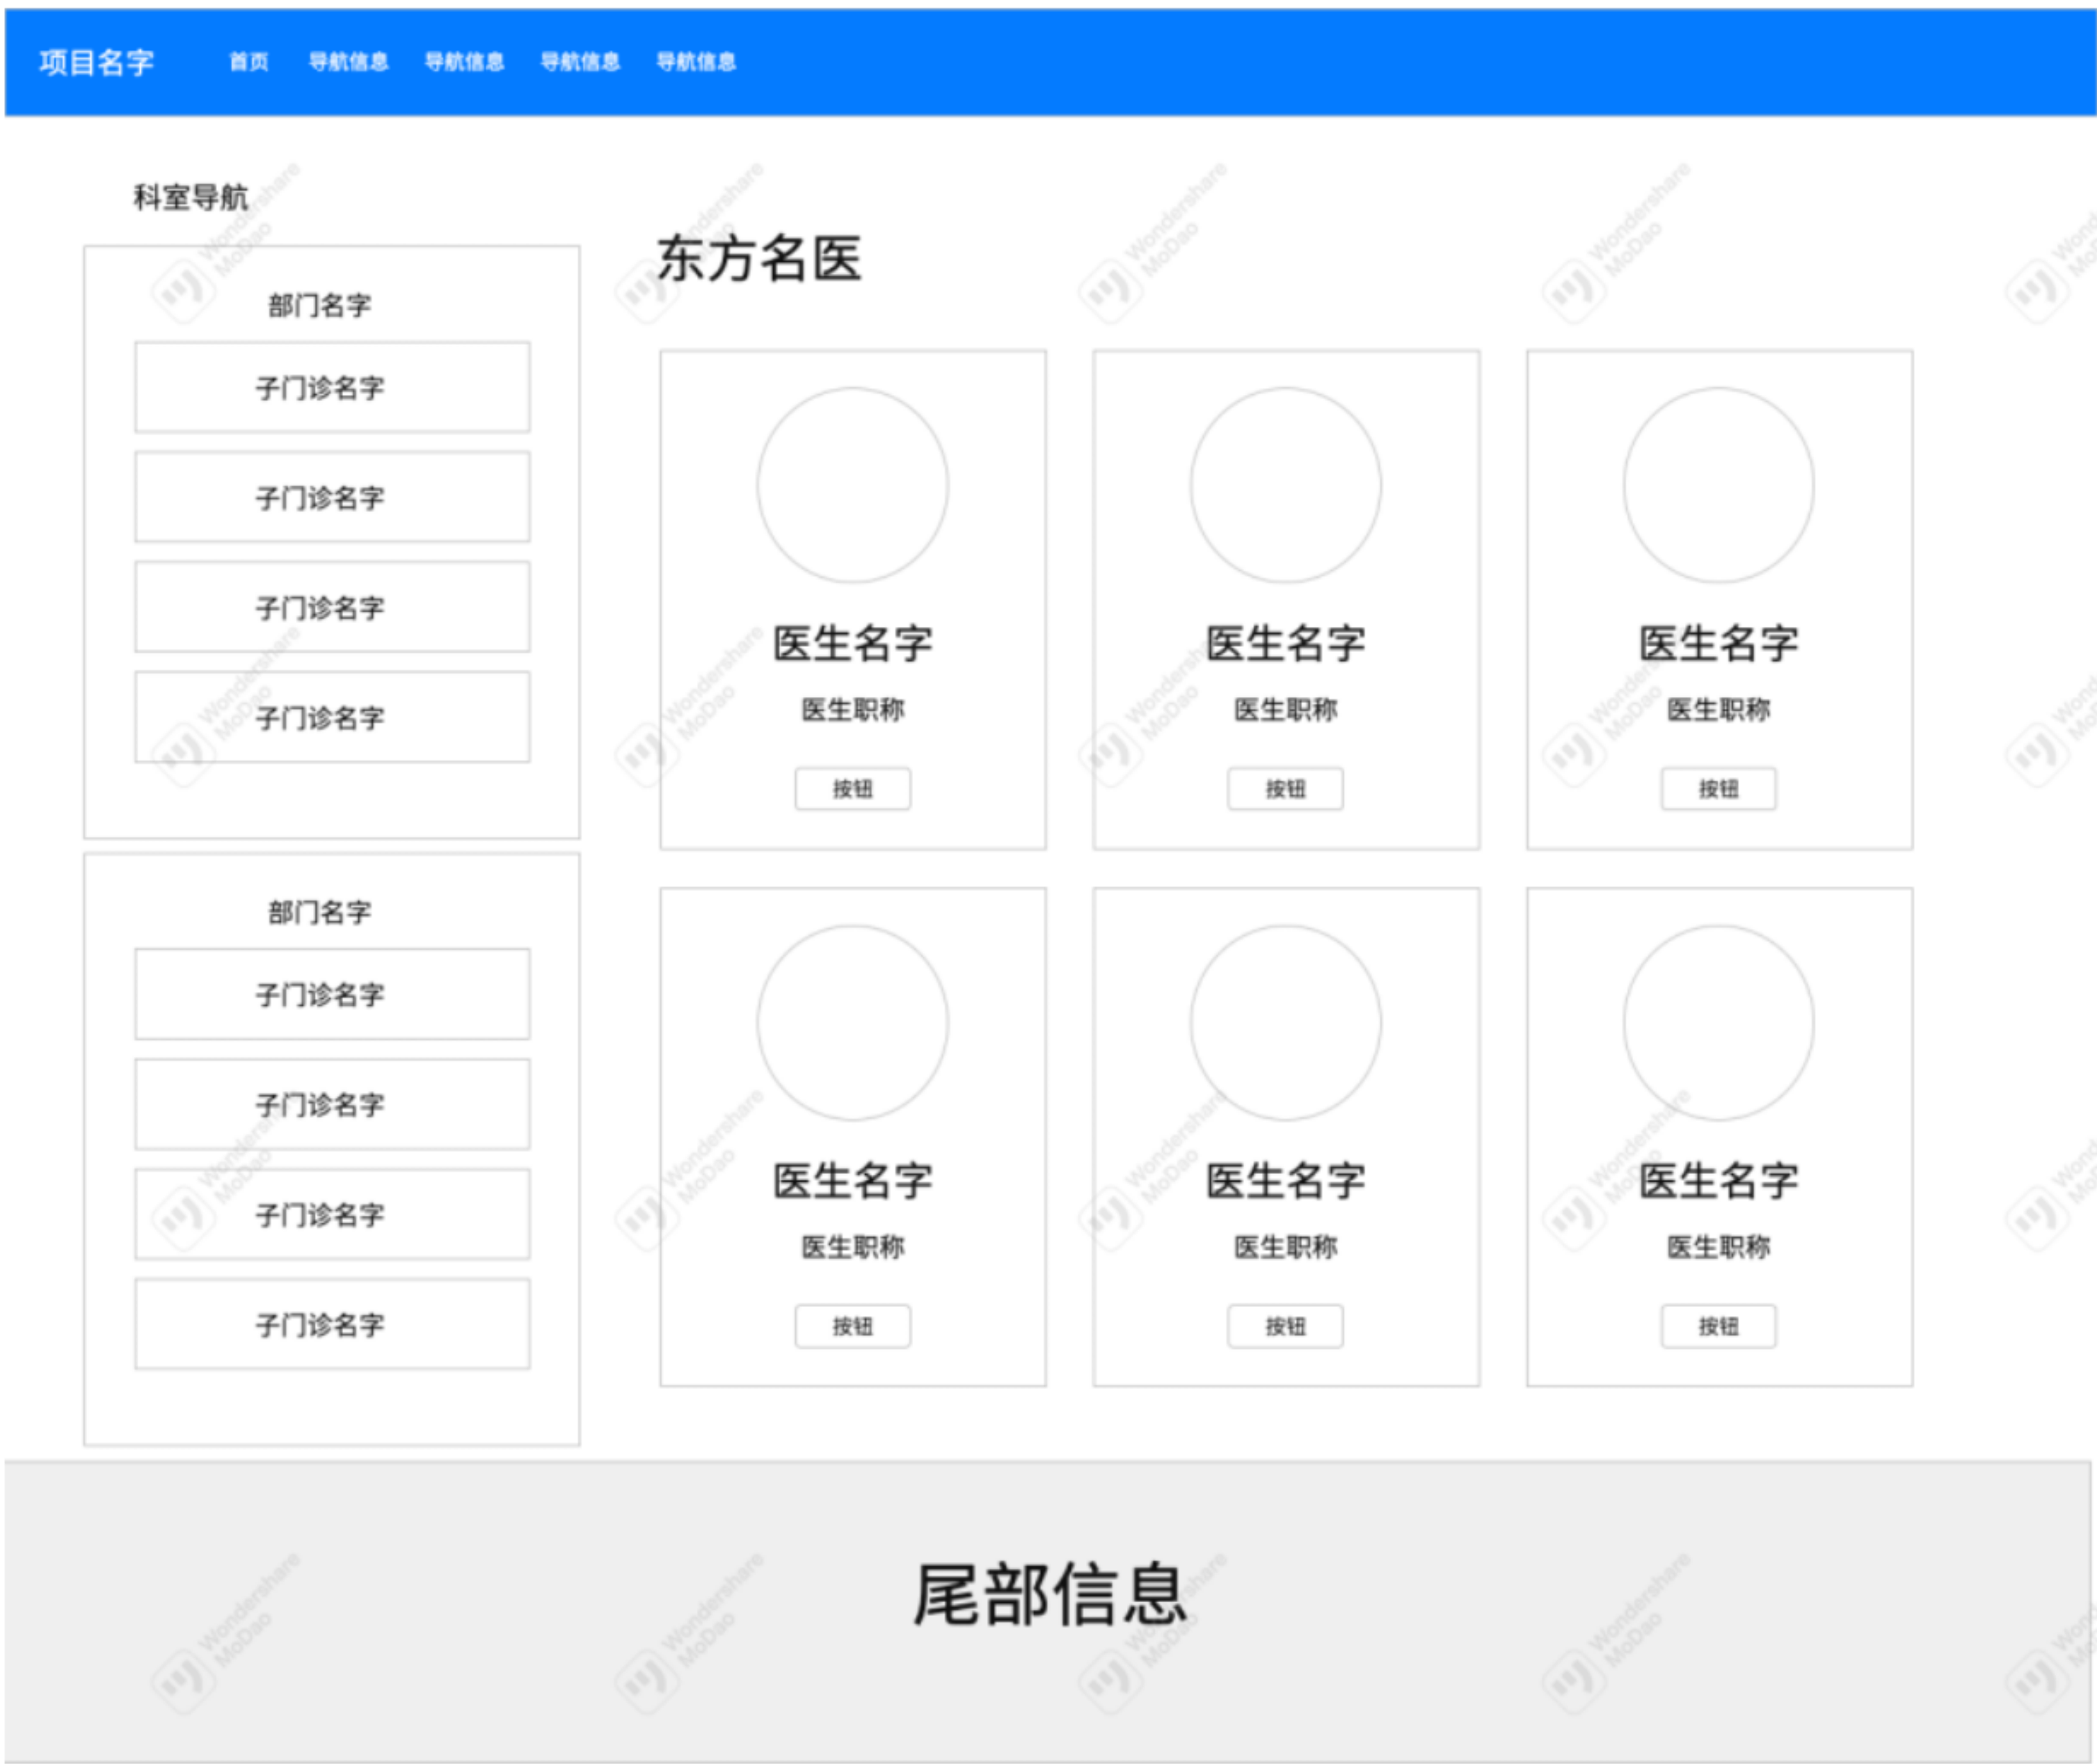 项目名字 首页 导航信息 导航信息 导航信息 导航信息
科室导航
部门名字
子门诊名字
子门诊名字
子门诊名字
子门诊名字
部门名字
子门诊名字
子门诊名字
子门诊名字
子门诊名字
东方名医
医生名字 医生名字 医生名字
医生职称 医生职称 医生职称
按钮 按钮 按钮
医生名字 医生名字 医生名字
医生职称 医生职称 医生职称
按钮 按钮 按钮
尾部信息
Wondershare
MoDao